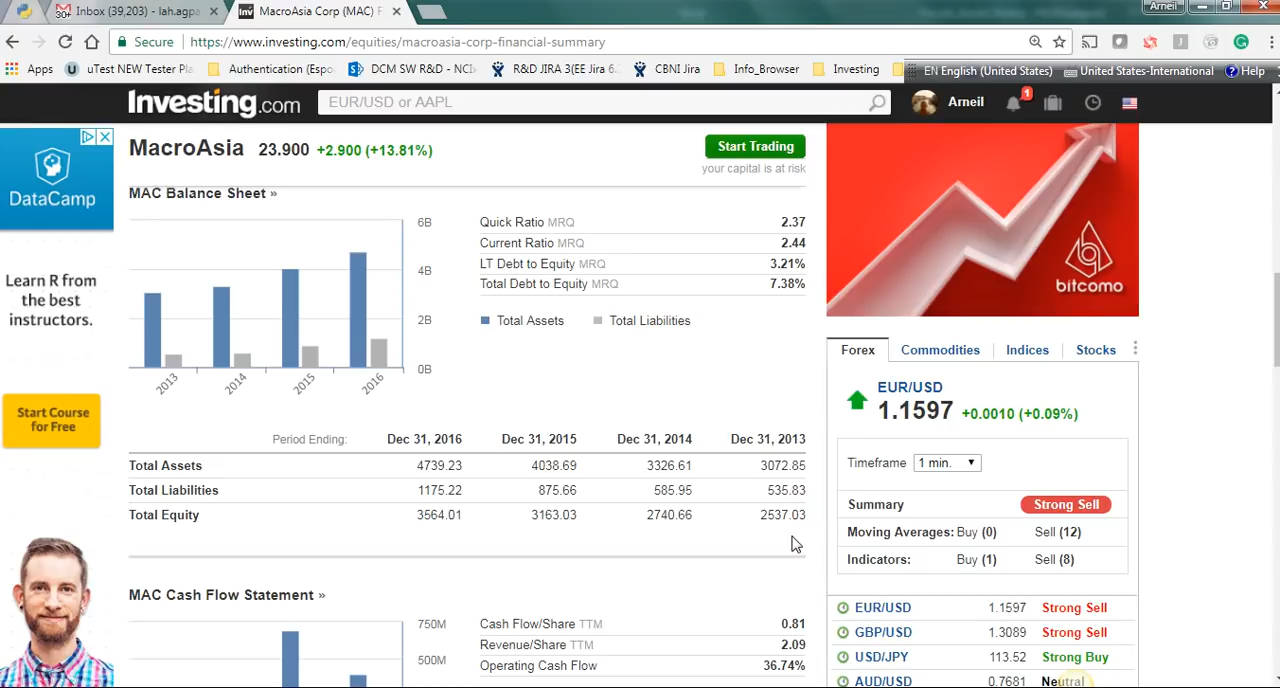 Inbox (39,203) - lah.agpa
MacroAsia Corp (MAC) F
Arneil
Secure
https://www.investing.com/equities/macroasia-corp-financial-summary
Apps
uTest NEW Tester Pla
Authentication (Espo
DCM SW R&D - NCI
R&D JIRA 3(EE Jira 6.
CBNI Jira
Info_Browser
Investing
EN English (United States)
United States-International
Help
Investing.com
EUR/USD or AAPL
Arneil
1
DataCamp
Learn R from
the best
instructors.
Start Course
for Free
MacroAsia 23.900 +2.900 (+13.81%)
Start Trading
your capital is at risk
MAC Balance Sheet »
6B
4B
2B
0B
2013 2014 2015 2016
Quick Ratio MRQ 2.37
Current Ratio MRQ 2.44
LT Debt to Equity MRQ 3.21%
Total Debt to Equity MRQ 7.38%
Total Assets Total Liabilities
Period Ending: Dec 31, 2016 Dec 31, 2015 Dec 31, 2014 Dec 31, 2013
Total Assets 4739.23 4038.69 3326.61 3072.85
Total Liabilities 1175.22 875.66 585.95 535.83
Total Equity 3564.01 3163.03 2740.66 2537.03
MAC Cash Flow Statement »
750M
500M
Cash Flow/Share TTM 0.81
Revenue/Share TTM 2.09
Operating Cash Flow 36.74%
bitcomo
Forex Commodities Indices Stocks
EUR/USD
1.1597 +0.0010 (+0.09%)
Timeframe 1 min.
Summary Strong Sell
Moving Averages: Buy (0) Sell (12)
Indicators: Buy (1) Sell (8)
EUR/USD 1.1597 Strong Sell
GBP/USD 1.3089 Strong Sell
USD/JPY 113.52 Strong Buy
AUD/USD 0.7681 Neutral